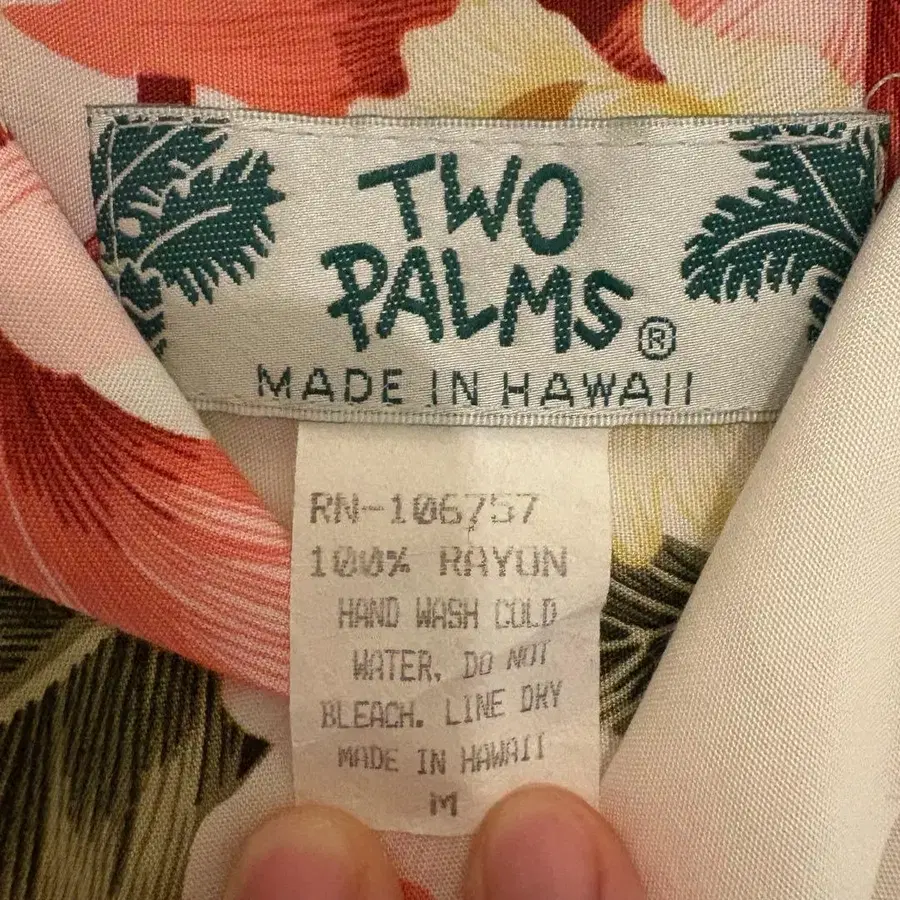 TWO
PALMS®
MADE IN HAWAII
RN-106757
100% RAYON
HAND WASH COLD
WATER, DO NOT
BLEACH. LINE DRY
MADE IN HAWAII
M